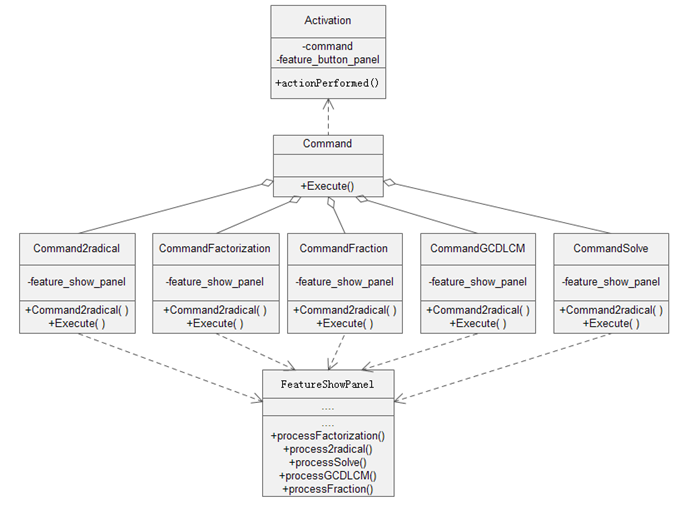 Activation
-command
-feature_button_panel
+actionPerformed()
Command
+Execute()
Command2radical
-feature_show_panel
+Command2radical( )
+Execute( )
CommandFactorization
-feature_show_panel
+Command2radical( )
+Execute( )
CommandFraction
-feature_show_panel
+Command2radical( )
+Execute( )
CommandGCDLCM
-feature_show_panel
+Command2radical( )
+Execute( )
CommandSolve
-feature_show_panel
+Command2radical( )
+Execute( )
FeatureShowPanel
....
....
+processFactorization()
+process2radical()
+processSolve()
+processGCDLCM()
+processFraction()